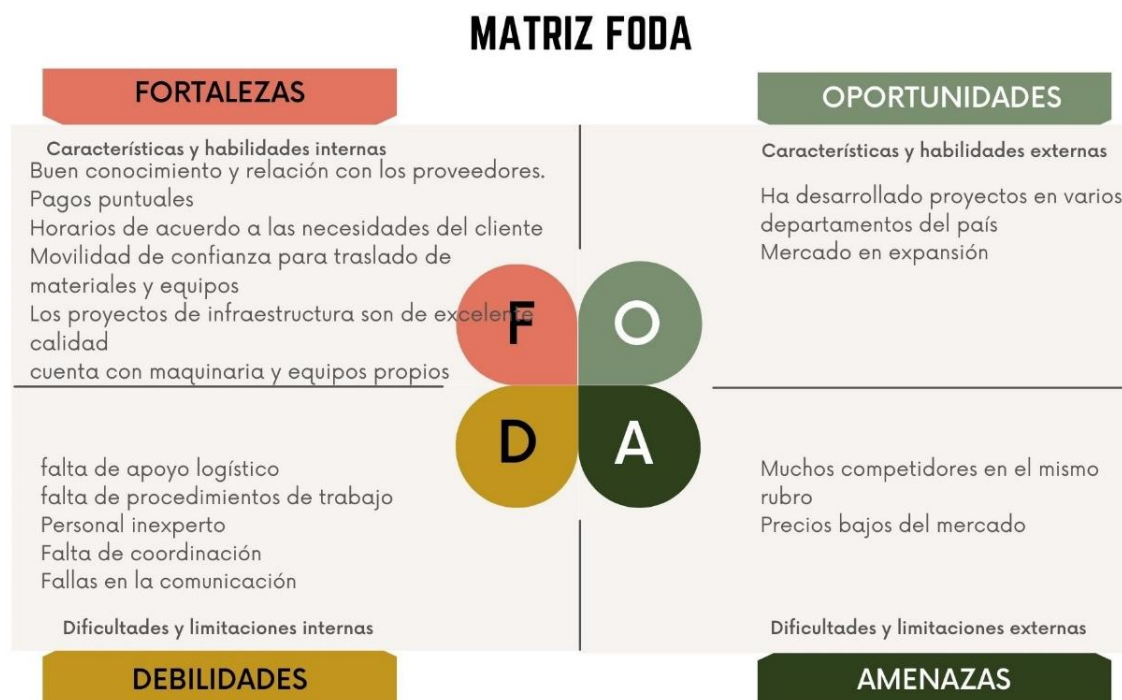 MATRIZ FODA
FORTALEZAS
Características y habilidades internas
Buen conocimiento y relación con los proveedores.
Pagos puntuales
Horarios de acuerdo a las necesidades del cliente
Movilidad de confianza para traslado de
materiales y equipos
Los proyectos de infraestructura son de excelente
calidad
cuenta con maquinaria y equipos propios
OPORTUNIDADES
Características y habilidades externas
Ha desarrollado proyectos en varios
departamentos del país
Mercado en expansión
F
O
D
A
falta de apoyo logístico
falta de procedimientos de trabajo
Personal inexperto
Falta de coordinación
Fallas en la comunicación
Dificultades y limitaciones internas
DEBILIDADES
Muchos competidores en el mismo
rubro
Precios bajos del mercado
Dificultades y limitaciones externas
AMENAZAS